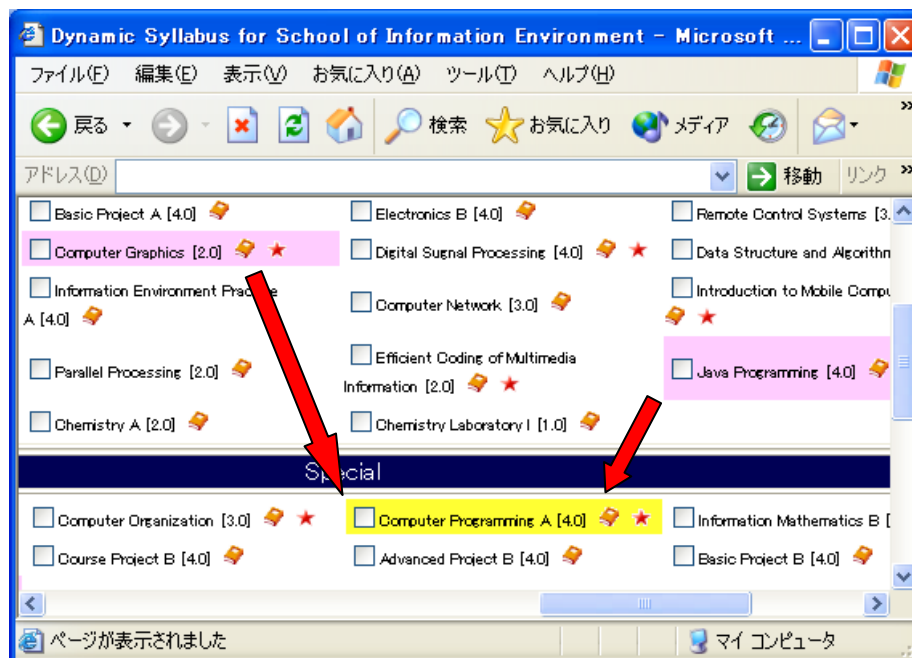 Dynamic Syllabus for School of Information Environment - Microsoft ...
ファイル(F) 編集(E) 表示(V) お気に入り(A) ツール(T) ヘルプ(H)
戻る 検索 お気に入り メディア »
アドレス(D) 移動 リンク »
Basic Project A [4.0] Electronics B [4.0] Remote Control Systems [3.
Computer Graphics [2.0] Digital Sugnal Processing [4.0] Data Structure and Algorithm
Information Environment Practice Introduction to Mobile Compu
A [4.0] Computer Network [3.0]
Efficient Coding of Multimedia
Parallel Processing [2.0] Information [2.0] Java Programming [4.0]
Chemistry A [2.0] Chemistry Laboratory I [1.0]
Special
Computer Organization [3.0] Computer Programming A [4.0] Information Mathematics B [
Course Project B [4.0] Advanced Project B [4.0] Basic Project B [4.0]
ページが表示されました マイ コンピュータ